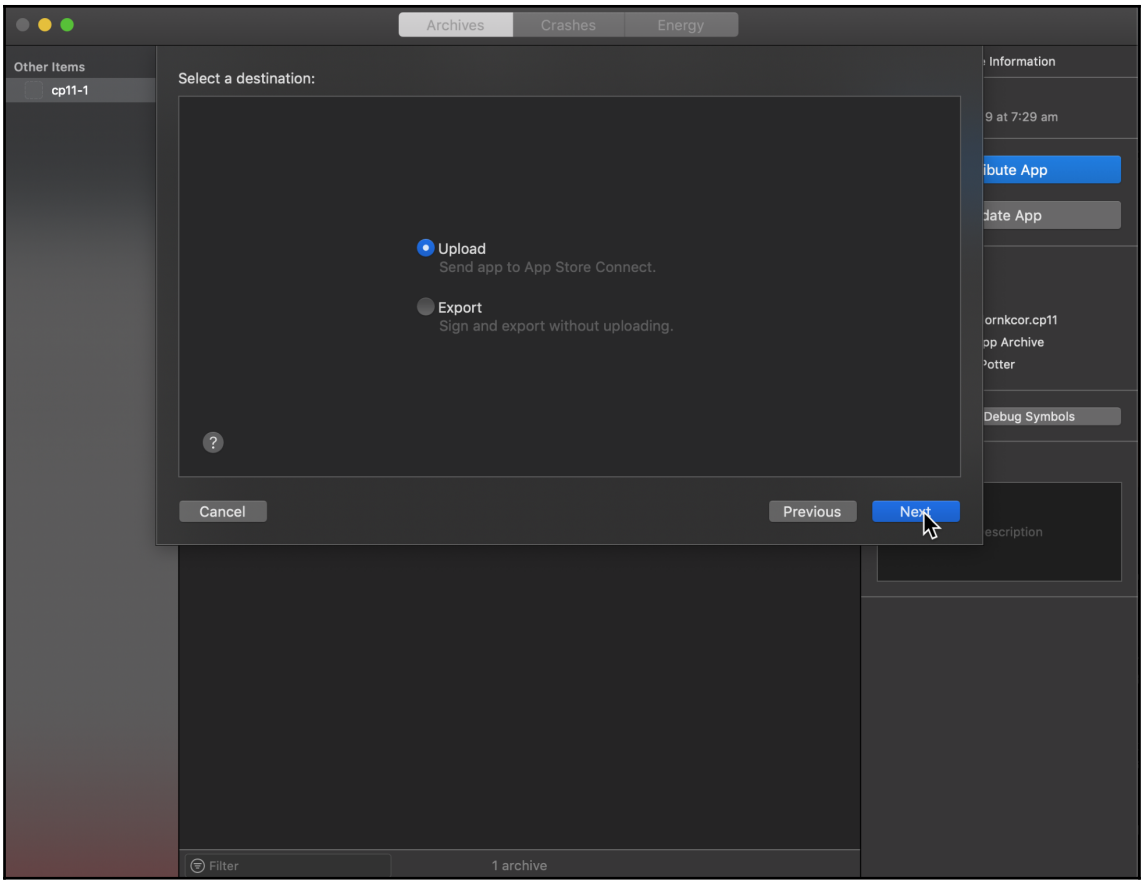 Archives Crashes Energy
Other Items
cp11-1
Select a destination:
Upload
Send app to App Store Connect.
Export
Sign and export without uploading.
?
Cancel Previous Next
Information
9 at 7:29 am
ibute App
date App
ornkcor.cp11
pp Archive
Potter
Debug Symbols
escription
Filter 1 archive